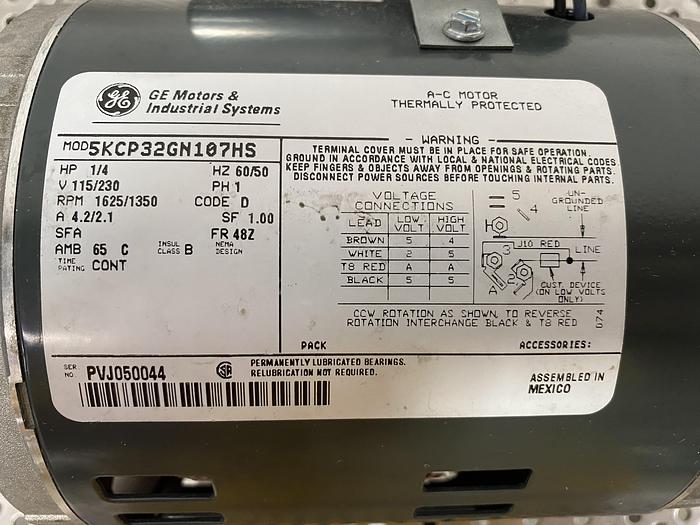 GE
GE Motors &
Industrial Systems
A-C MOTOR
THERMALLY PROTECTED
MOD 5KCP32GN107HS
HP 1/4 HZ 60/50
V 115/230 PH 1
RPM 1625/1350 CODE D
A 4.2/2.1 SF 1.00
SFA FR 48Z
AMB 65 C INSUL CLASS B NEMA DESIGN
TIME RATING CONT
- WARNING -
TERMINAL COVER MUST BE IN PLACE FOR SAFE OPERATION.
GROUND IN ACCORDANCE WITH LOCAL & NATIONAL ELECTRICAL CODES.
KEEP FINGERS & OBJECTS AWAY FROM OPENINGS & ROTATING PARTS.
DISCONNECT POWER SOURCES BEFORE TOUCHING INTERNAL PARTS.
VOLTAGE
CONNECTIONS
LEAD LOW VOLT HIGH VOLT
BROWN 5 4
WHITE 2 5
T8 RED A A
BLACK 5 5
5
4
UN-
GROUNDED
LINE
H
J10 RED
3
LINE
A
2
CUST. DEVICE
(ON LOW VOLTS
ONLY)
CCW ROTATION AS SHOWN TO REVERSE
ROTATION INTERCHANGE BLACK & T8 RED
074
PACK ACCESSORIES:
SER. NO. PVJ050044
PERMANENTLY LUBRICATED BEARINGS.
RELUBRICATION NOT REQUIRED.
ASSEMBLED IN
MEXICO